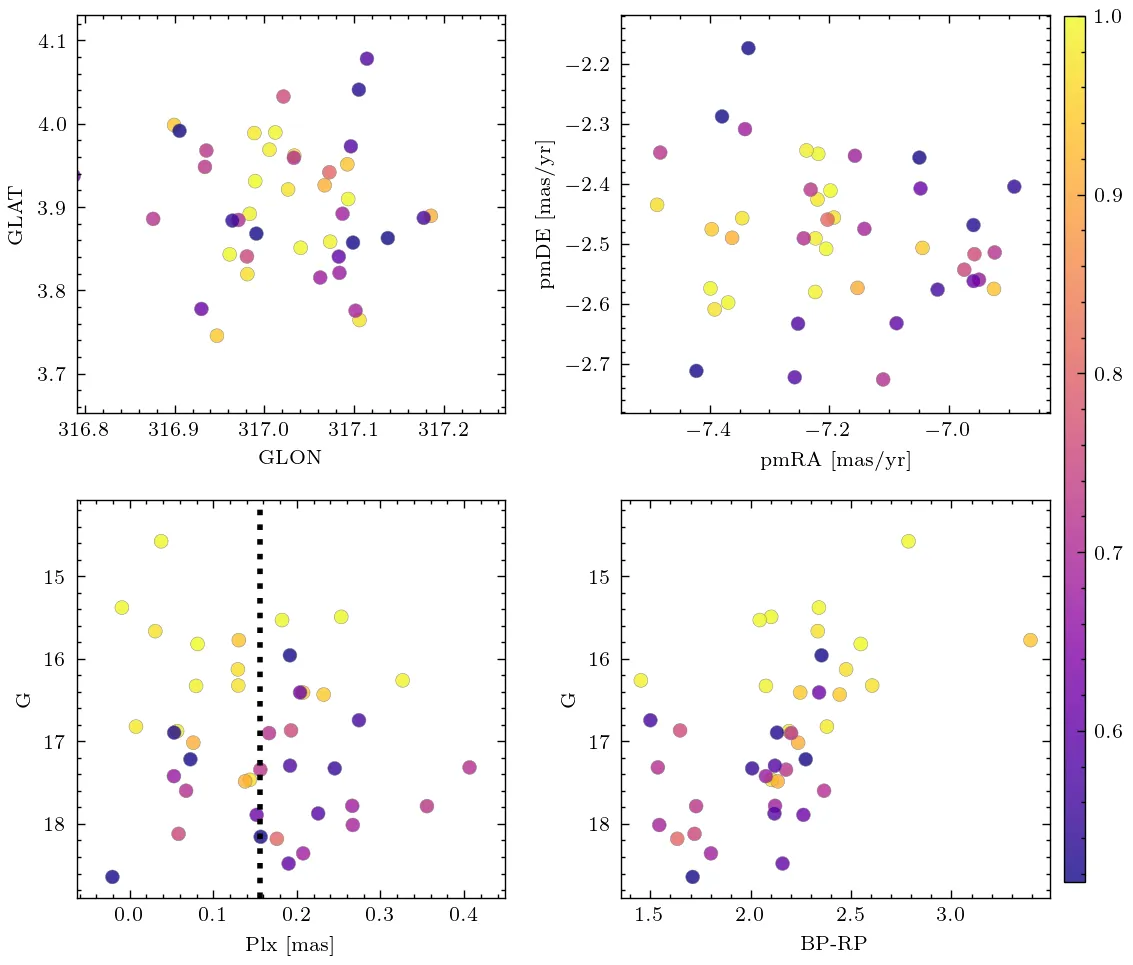 4.1
4.0
3.9
3.8
3.7
GLAT
316.8 316.9 317.0 317.1 317.2
GLON
−2.2
−2.3
−2.4
−2.5
−2.6
−2.7
pmDE [mas/yr]
−7.4 −7.2 −7.0
pmRA [mas/yr]
15
16
17
18
G
0.0 0.1 0.2 0.3 0.4
Plx [mas]
15
16
17
18
G
1.5 2.0 2.5 3.0
BP-RP
1.0
0.9
0.8
0.7
0.6